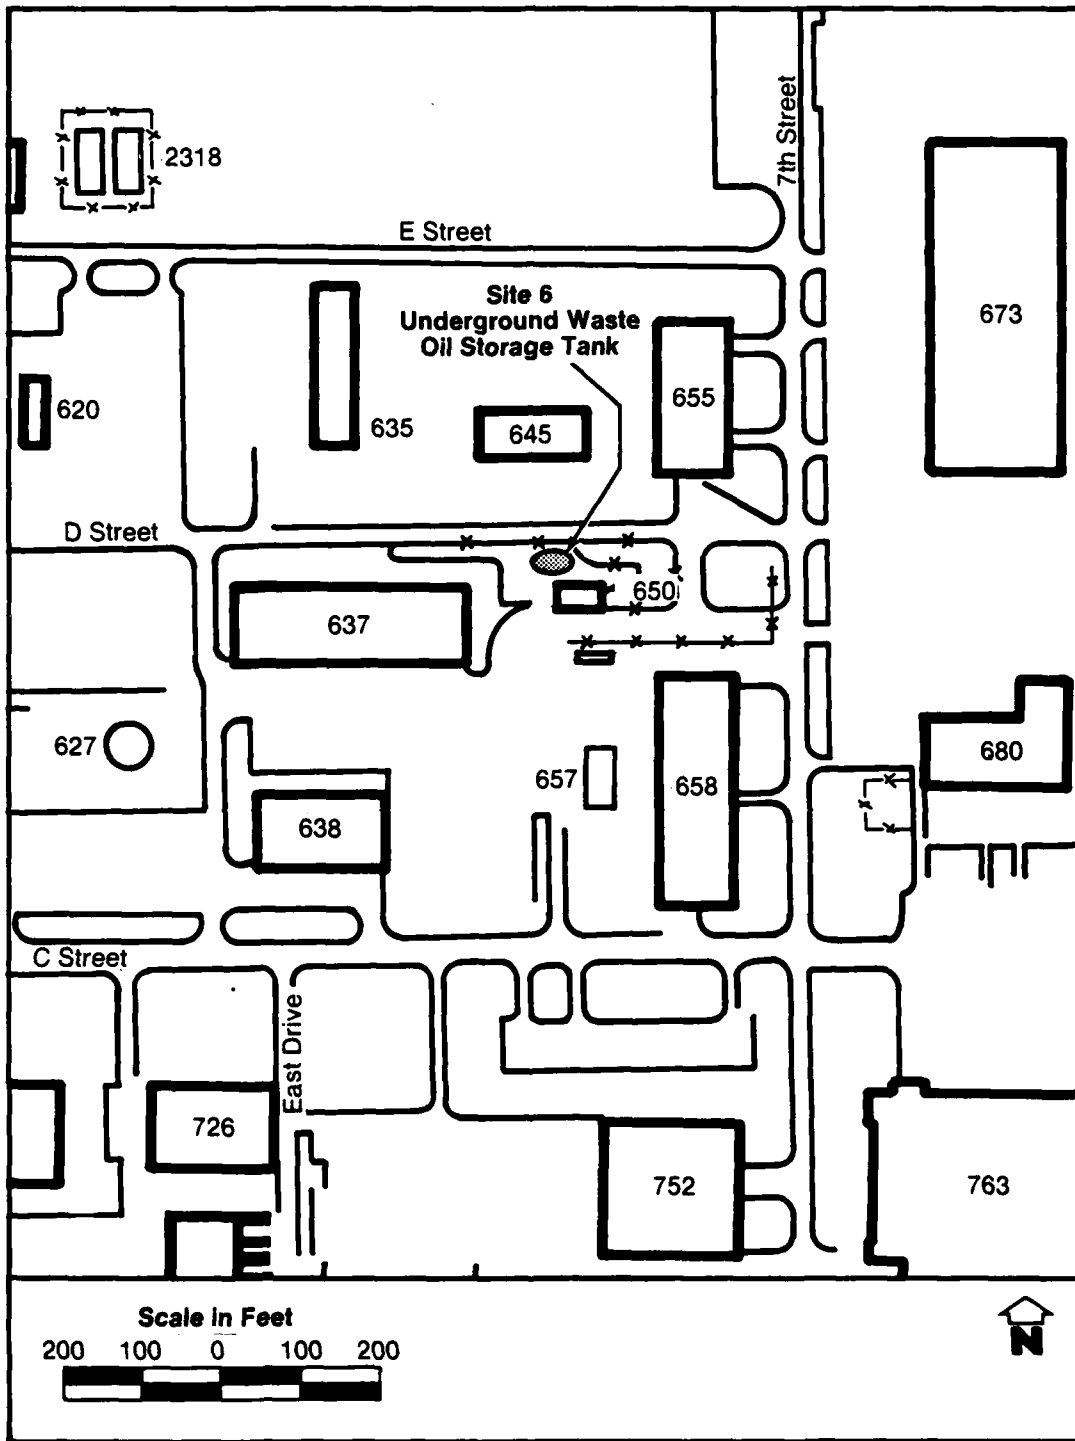 7th Street
2318
E Street
Site 6
Underground Waste
Oil Storage Tank
673
655
620
635
645
D Street
650
637
627
657
658
680
638
C Street
East Drive
726
752
763
Scale in Feet
200 100 0 100 200
N